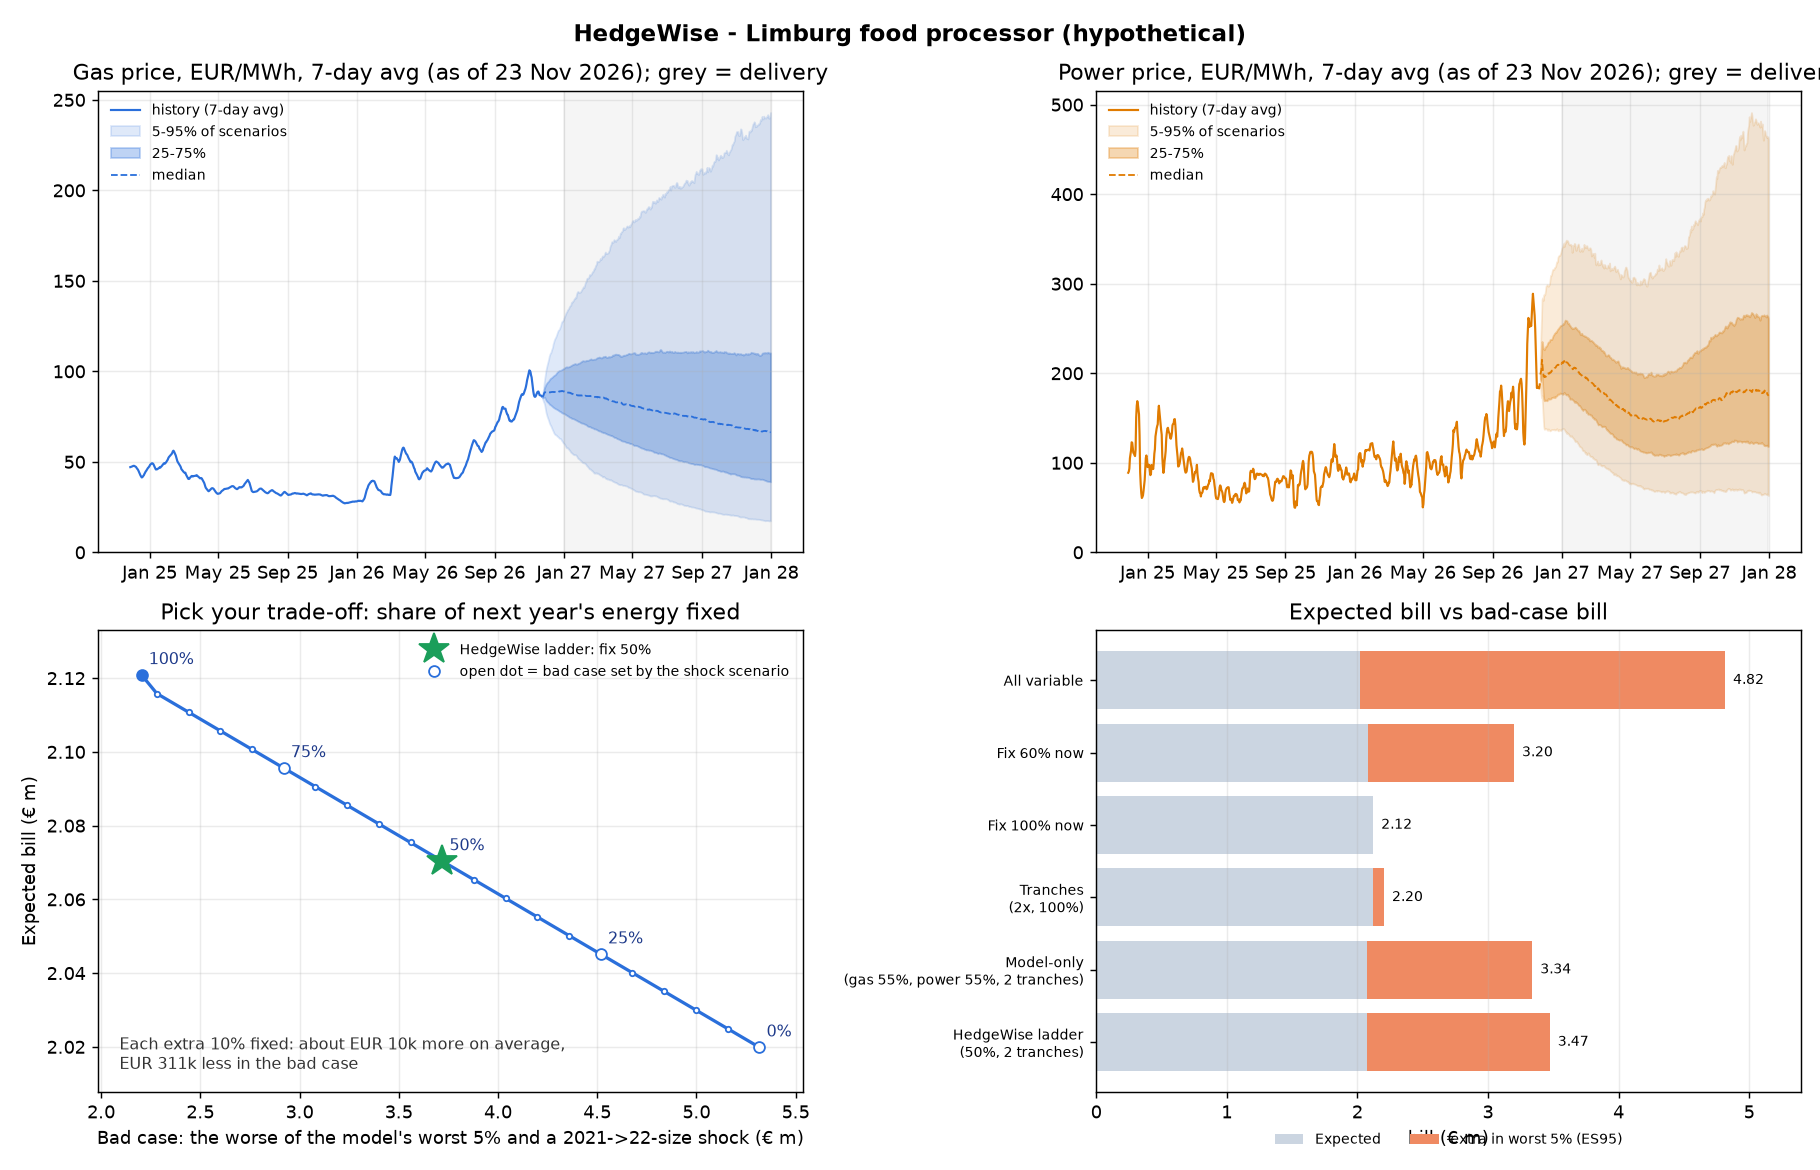 HedgeWise - Limburg food processor (hypothetical)
Gas price, EUR/MWh, 7-day avg (as of 23 Nov 2026); grey = delivery
history (7-day avg)
5-95% of scenarios
25-75%
median
250
200
150
100
50
0
Jan 25 May 25 Sep 25 Jan 26 May 26 Sep 26 Jan 27 May 27 Sep 27 Jan 28
Power price, EUR/MWh, 7-day avg (as of 23 Nov 2026); grey = deliver
history (7-day avg)
5-95% of scenarios
25-75%
median
500
400
300
200
100
0
Jan 25 May 25 Sep 25 Jan 26 May 26 Sep 26 Jan 27 May 27 Sep 27 Jan 28
Pick your trade-off: share of next year's energy fixed
HedgeWise ladder: fix 50%
open dot = bad case set by the shock scenario
100%
75%
50%
25%
0%
Each extra 10% fixed: about EUR 10k more on average,
EUR 311k less in the bad case
Expected bill (€ m)
2.12
2.10
2.08
2.06
2.04
2.02
2.0 2.5 3.0 3.5 4.0 4.5 5.0 5.5
Bad case: the worse of the model's worst 5% and a 2021->22-size shock (€ m)
Expected bill vs bad-case bill
All variable
4.82
Fix 60% now
3.20
Fix 100% now
2.12
Tranches
(2x, 100%)
2.20
Model-only
(gas 55%, power 55%, 2 tranches)
3.34
HedgeWise ladder
(50%, 2 tranches)
3.47
0 1 2 3 4 5
bill (€ m)
Expected
extra in worst 5% (ES95)